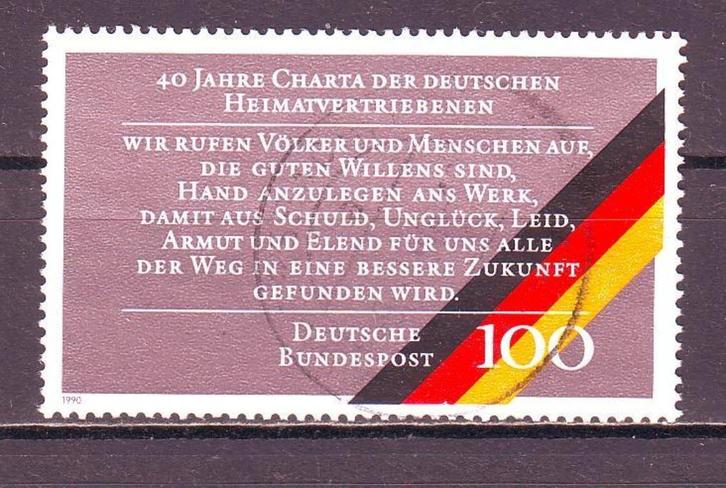 40 JAHRE CHARTA DER DEUTSCHEN
HEIMATVERTRIEBENEN
WIR RUFEN VÖLKER UND MENSCHEN AUF,
DIE GUTEN WILLENS SIND,
HAND ANZULEGEN ANS WERK,
DAMIT AUS SCHULD, UNGLÜCK, LEID,
ARMUT UND ELEND FÜR UNS ALLE
DER WEG IN EINE BESSERE ZUKUNFT
GEFUNDEN WIRD.
DEUTSCHE
BUNDESPOST 100
1990